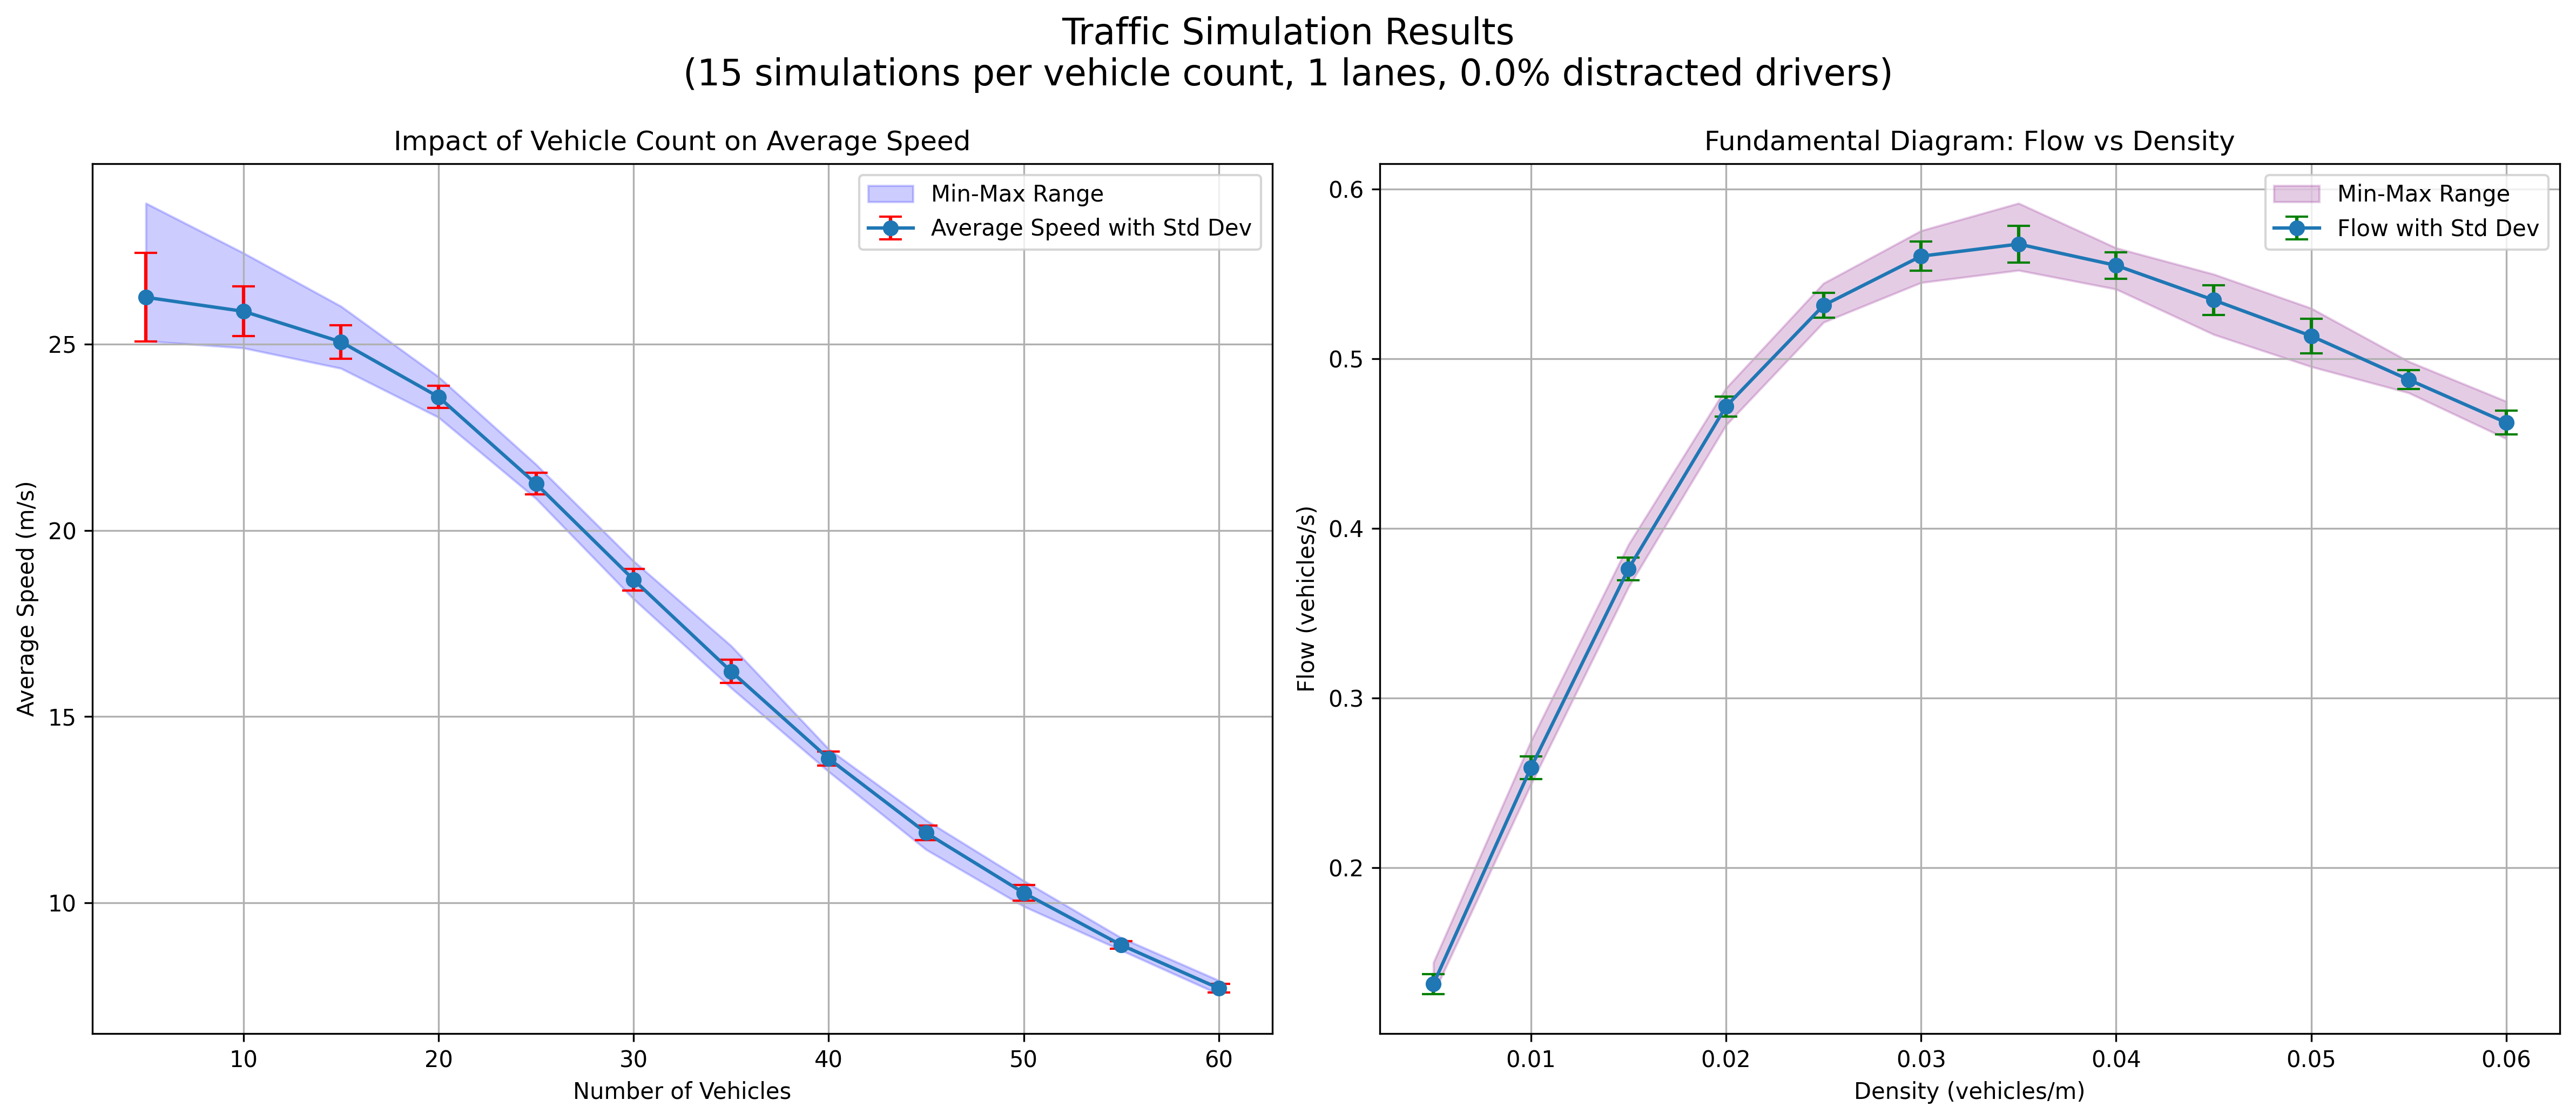 Traffic Simulation Results
(15 simulations per vehicle count, 1 lanes, 0.0% distracted drivers)
Impact of Vehicle Count on Average Speed
Min-Max Range
Average Speed with Std Dev
25
20
15
10
Average Speed (m/s)
10
20
30
40
50
60
Number of Vehicles
Fundamental Diagram: Flow vs Density
Min-Max Range
Flow with Std Dev
0.6
0.5
0.4
0.3
0.2
Flow (vehicles/s)
0.01
0.02
0.03
0.04
0.05
0.06
Density (vehicles/m)